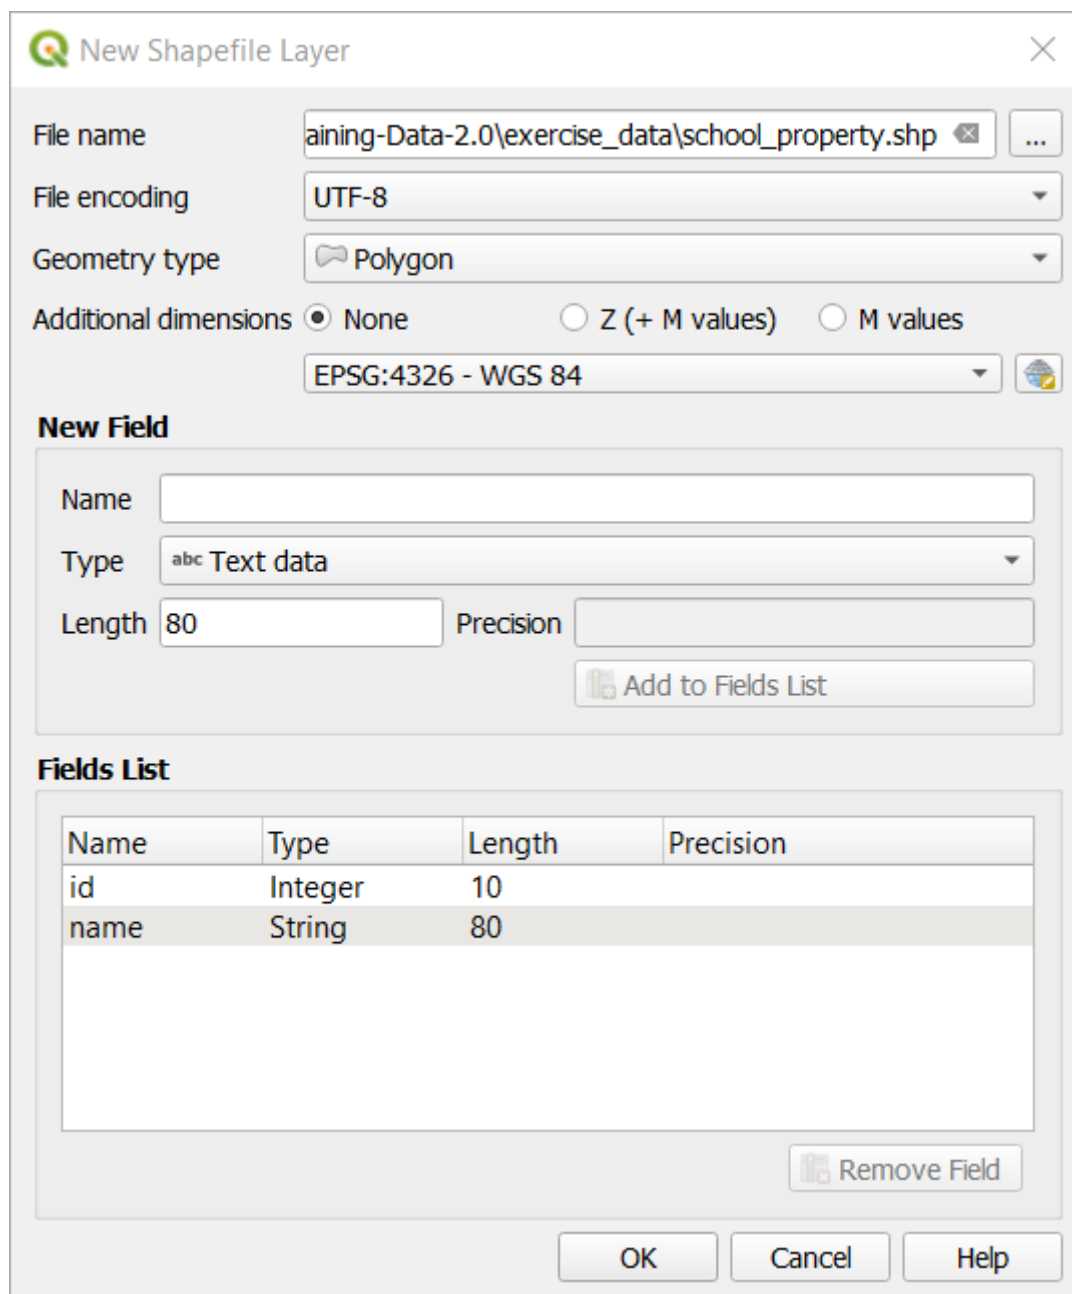 New Shapefile Layer
File name aining-Data-2.0\exercise_data\school_property.shp ...
File encoding UTF-8
Geometry type Polygon
Additional dimensions None Z (+ M values) M values
EPSG:4326 - WGS 84
New Field
Name
Type abc Text data
Length 80 Precision
Add to Fields List
Fields List
Name Type Length Precision
id Integer 10
name String 80
Remove Field
OK Cancel Help